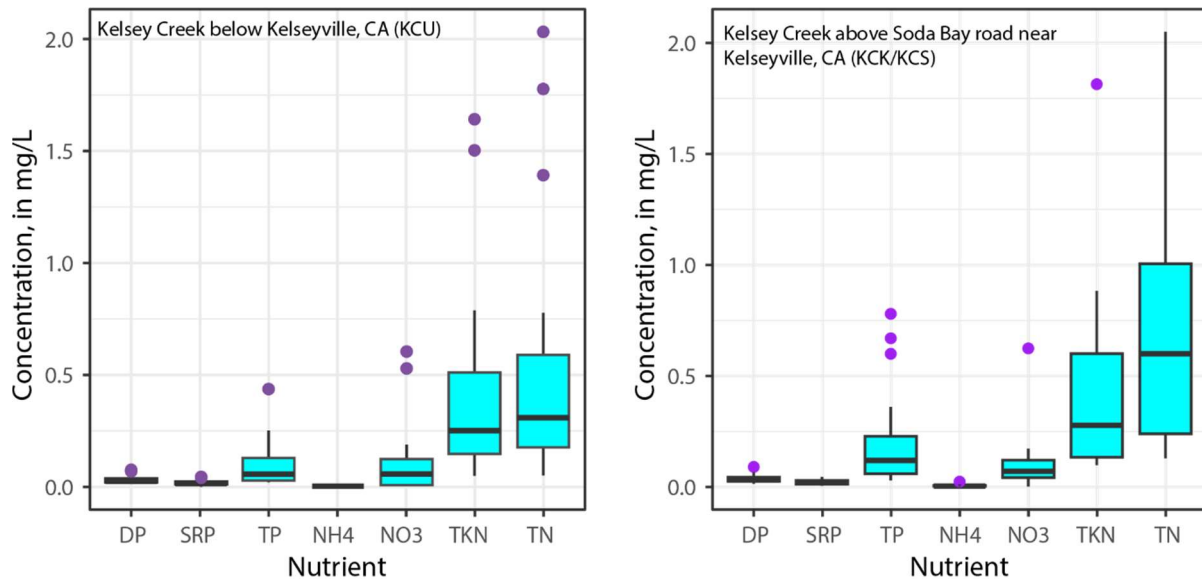 Kelsey Creek below Kelseyville, CA (KCU)
2.0
1.5
1.0
0.5
0.0
Concentration, in mg/L
DP SRP TP NH4 NO3 TKN TN
Nutrient
Kelsey Creek above Soda Bay road near
Kelseyville, CA (KCK/KCS)
2.0
1.5
1.0
0.5
0.0
Concentration, in mg/L
DP SRP TP NH4 NO3 TKN TN
Nutrient